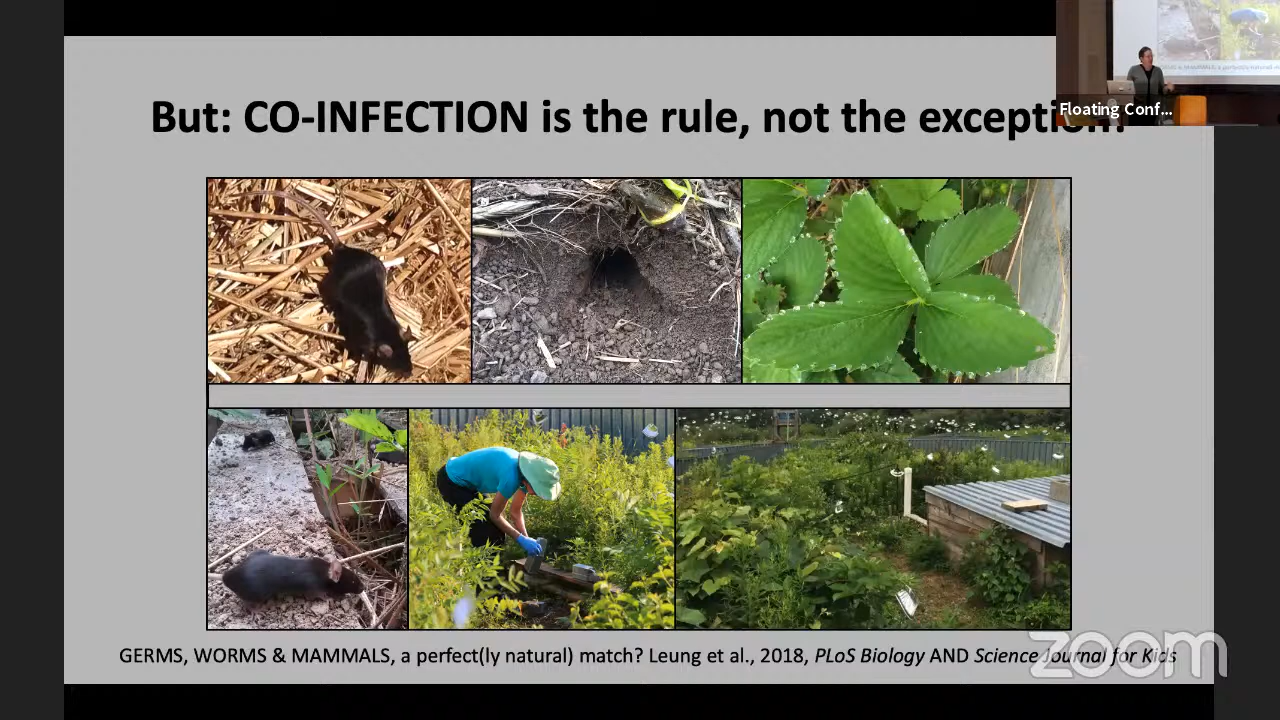 But: CO-INFECTION is the rule, not the exception!
Floating Conf...
GERMS, WORMS & MAMMALS, a perfect(ly natural) match? Leung et al., 2018, PLoS Biology AND Science Journal for Kids
zoom